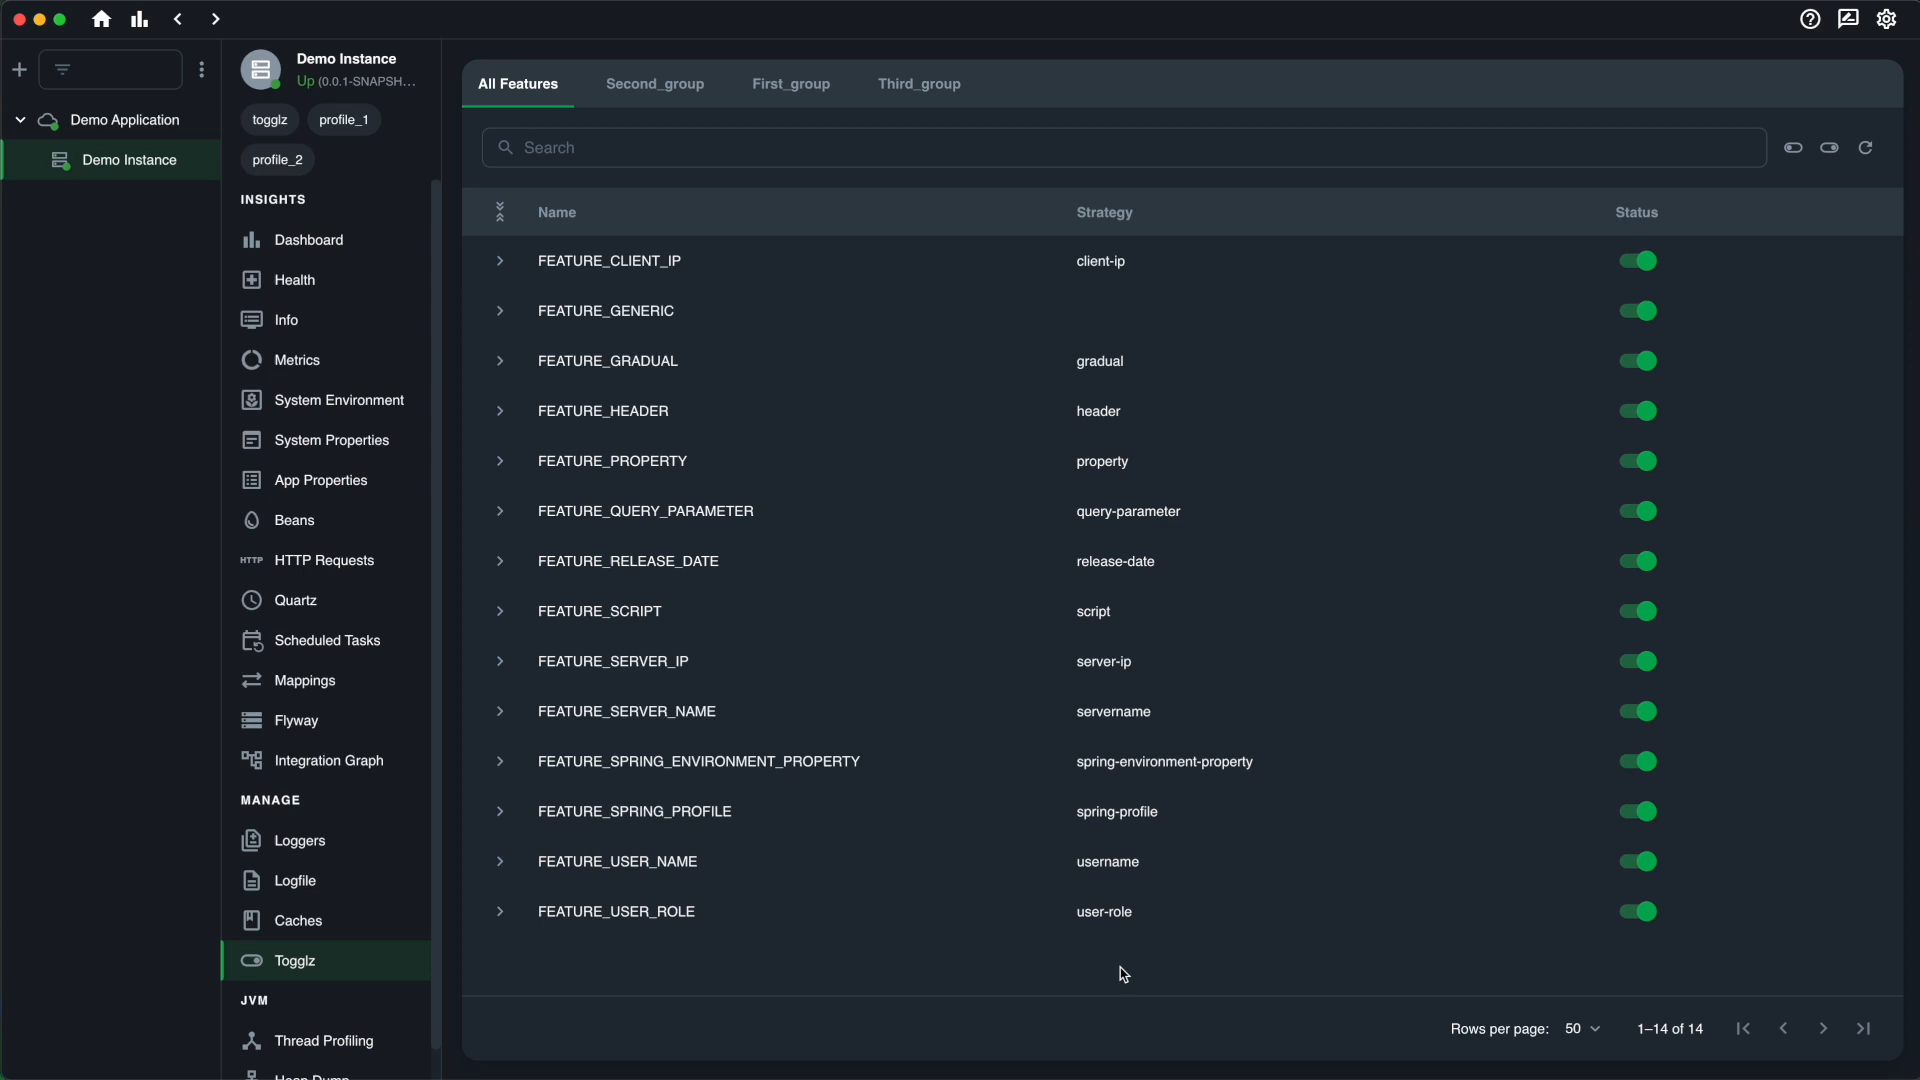 Demo Application
Demo Instance
Demo Instance
Up (0.0.1-SNAPSH...
togglz
profile_1
profile_2
INSIGHTS
Dashboard
Health
Info
Metrics
System Environment
System Properties
App Properties
Beans
HTTP HTTP Requests
Quartz
Scheduled Tasks
Mappings
Flyway
Integration Graph
MANAGE
Loggers
Logfile
Caches
Togglz
JVM
Thread Profiling
Heap Dump
All Features
Second_group
First_group
Third_group
Search
Name Strategy Status
FEATURE_CLIENT_IP client-ip
FEATURE_GENERIC
FEATURE_GRADUAL gradual
FEATURE_HEADER header
FEATURE_PROPERTY property
FEATURE_QUERY_PARAMETER query-parameter
FEATURE_RELEASE_DATE release-date
FEATURE_SCRIPT script
FEATURE_SERVER_IP server-ip
FEATURE_SERVER_NAME servername
FEATURE_SPRING_ENVIRONMENT_PROPERTY spring-environment-property
FEATURE_SPRING_PROFILE spring-profile
FEATURE_USER_NAME username
FEATURE_USER_ROLE user-role
Rows per page: 50 1–14 of 14